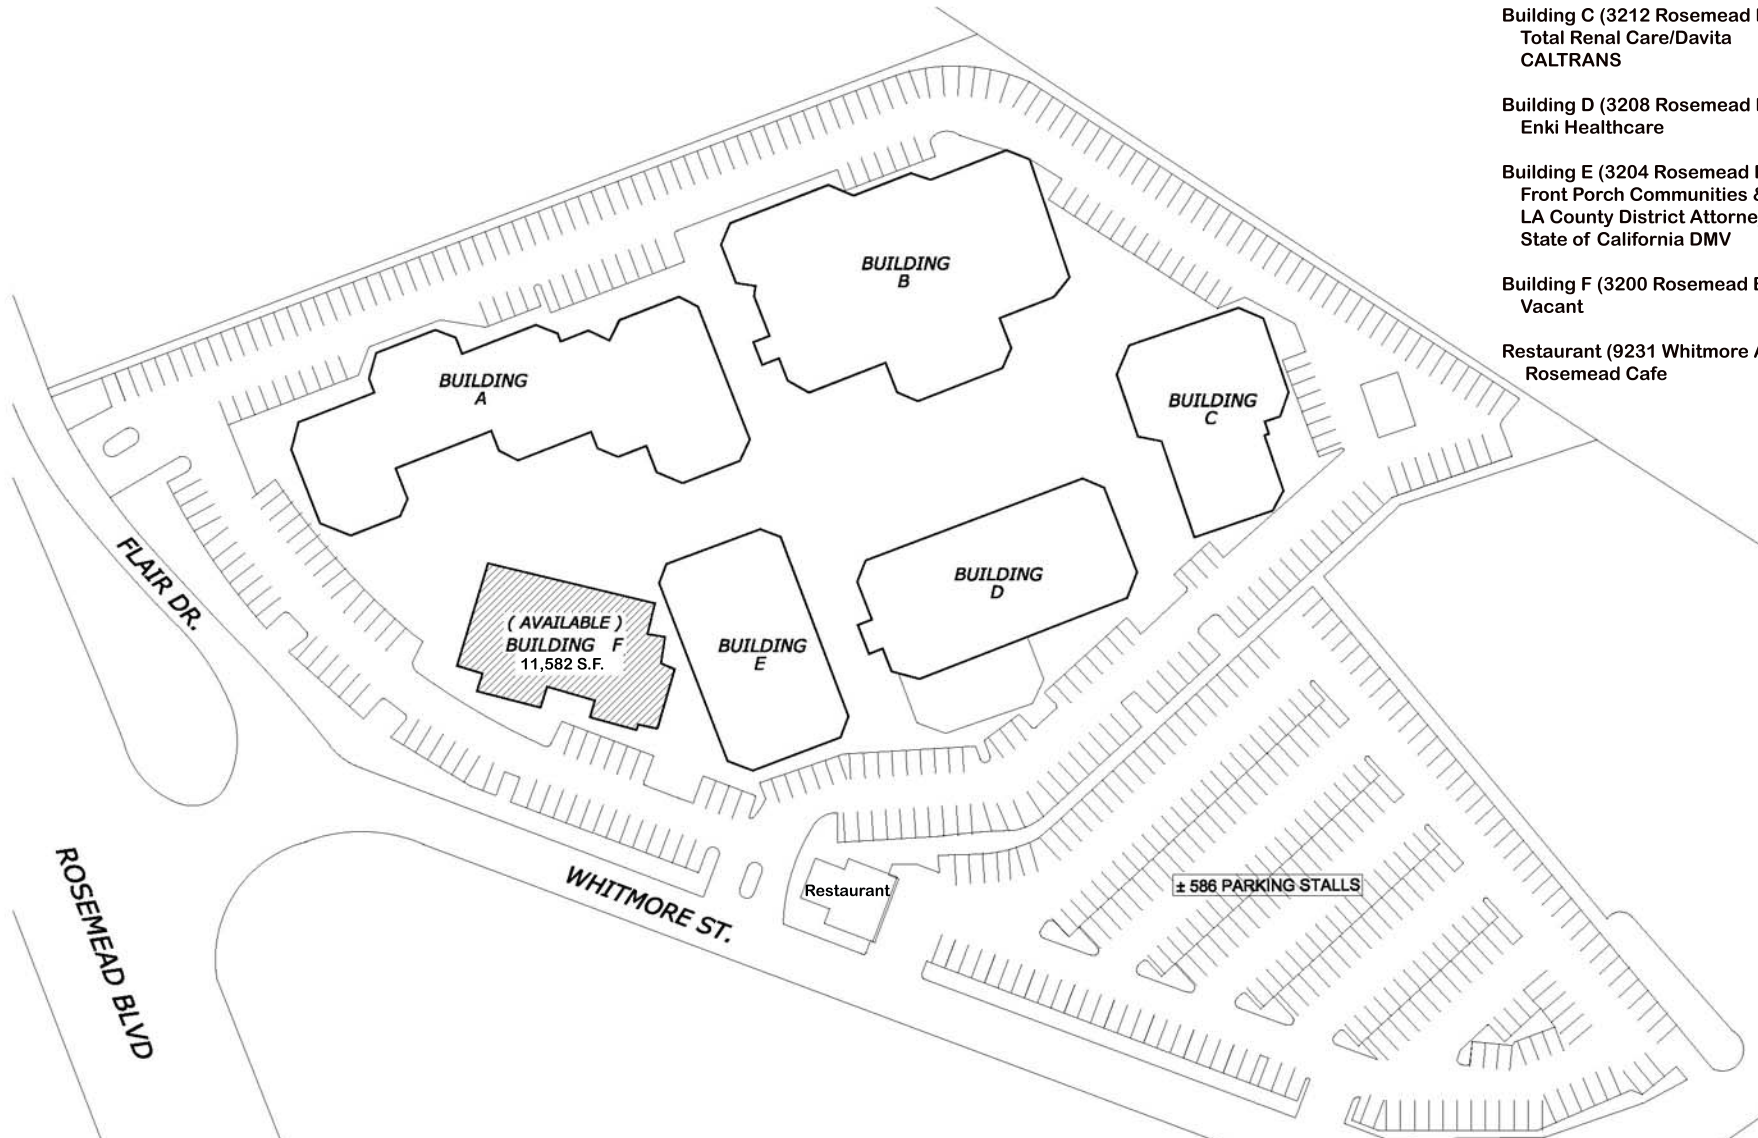 Building C (3212 Rosemead
Total Renal Care/Davita
CALTRANS
Building D (3208 Rosemead
Enki Healthcare
Building E (3204 Rosemead
Front Porch Communities &
LA County District Attorne
State of California DMV
Building F (3200 Rosemead
Vacant
Restaurant (9231 Whitmore A
Rosemead Cafe
BUILDING
B
BUILDING
A
BUILDING
C
BUILDING
D
( AVAILABLE )
BUILDING F
11,582 S.F.
BUILDING
E
FLAIR DR.
ROSEMEAD BLVD
WHITMORE ST.
Restaurant
± 586 PARKING STALLS